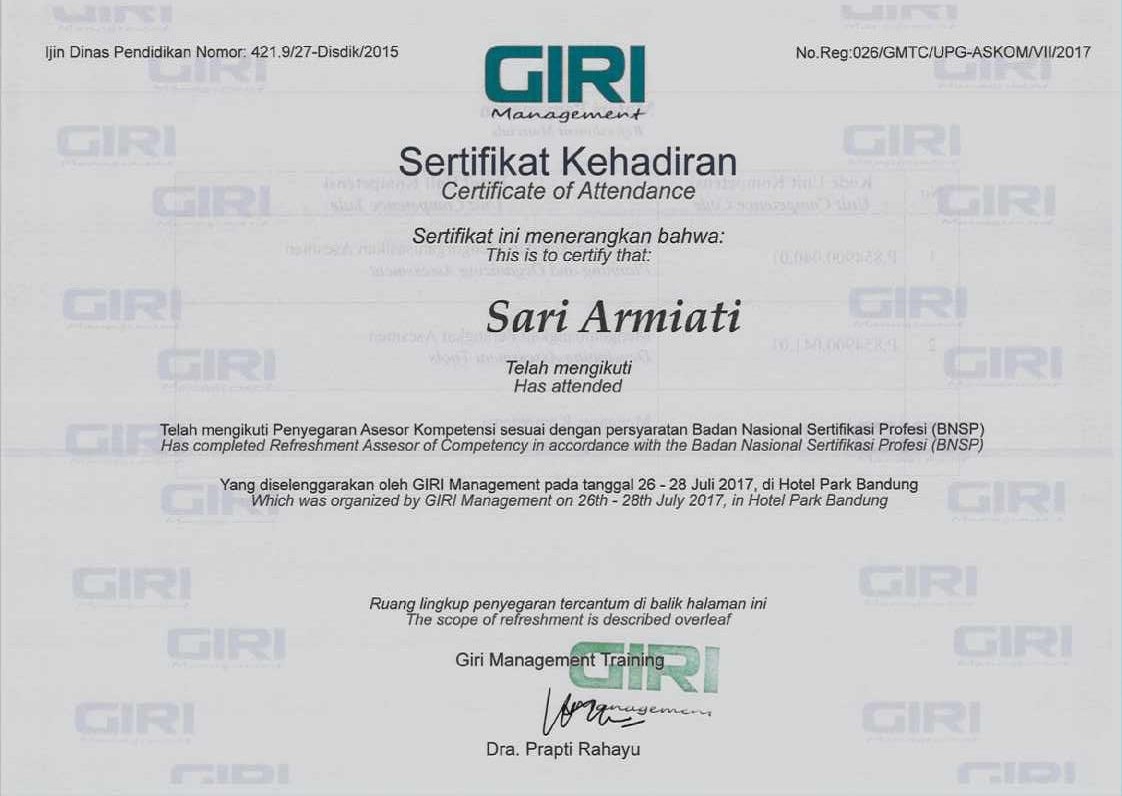 Ijin Dinas Pendidikan Nomor: 421.9/27-Disdik/2015
No.Reg:026/GMTC/UPG-ASKOM/VII/2017
GIRI
Management
Sertifikat Kehadiran
Certificate of Attendance
Sertifikat ini menerangkan bahwa:
This is to certify that:
Sari Armiati
Telah mengikuti
Has attended
Telah mengikuti Penyegaran Asesor Kompetensi sesuai dengan persyaratan Badan Nasional Sertifikasi Profesi (BNSP)
Has completed Refreshment Assesor of Competency in accordance with the Badan Nasional Sertifikasi Profesi (BNSP)
Yang diselenggarakan oleh GIRI Management pada tanggal 26 - 28 Juli 2017, di Hotel Park Bandung
Which was organized by GIRI Management on 26th - 28th July 2017, in Hotel Park Bandung
Ruang lingkup penyegaran tercantum di balik halaman ini
The scope of refreshment is described overleaf
Giri Management Training
GIRI
Management
Dra. Prapti Rahayu